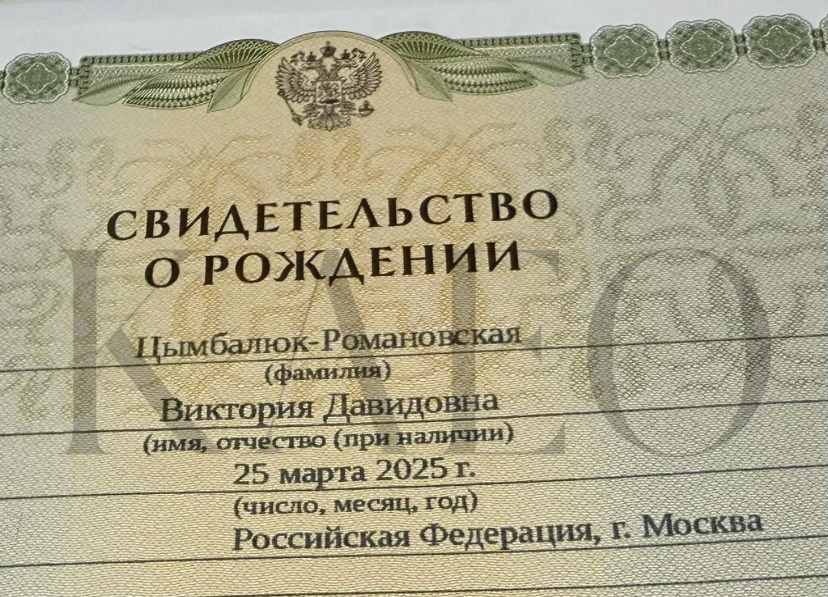 СВИДЕТЕЛЬСТВО
О РОЖДЕНИИ
Цымбалюк-Романовская
(фамилия)
Виктория Давидовна
(имя, отчество (при наличии)
25 марта 2025 г.
(число, месяц, год)
Российская Федерация, г. Москва
KAEO